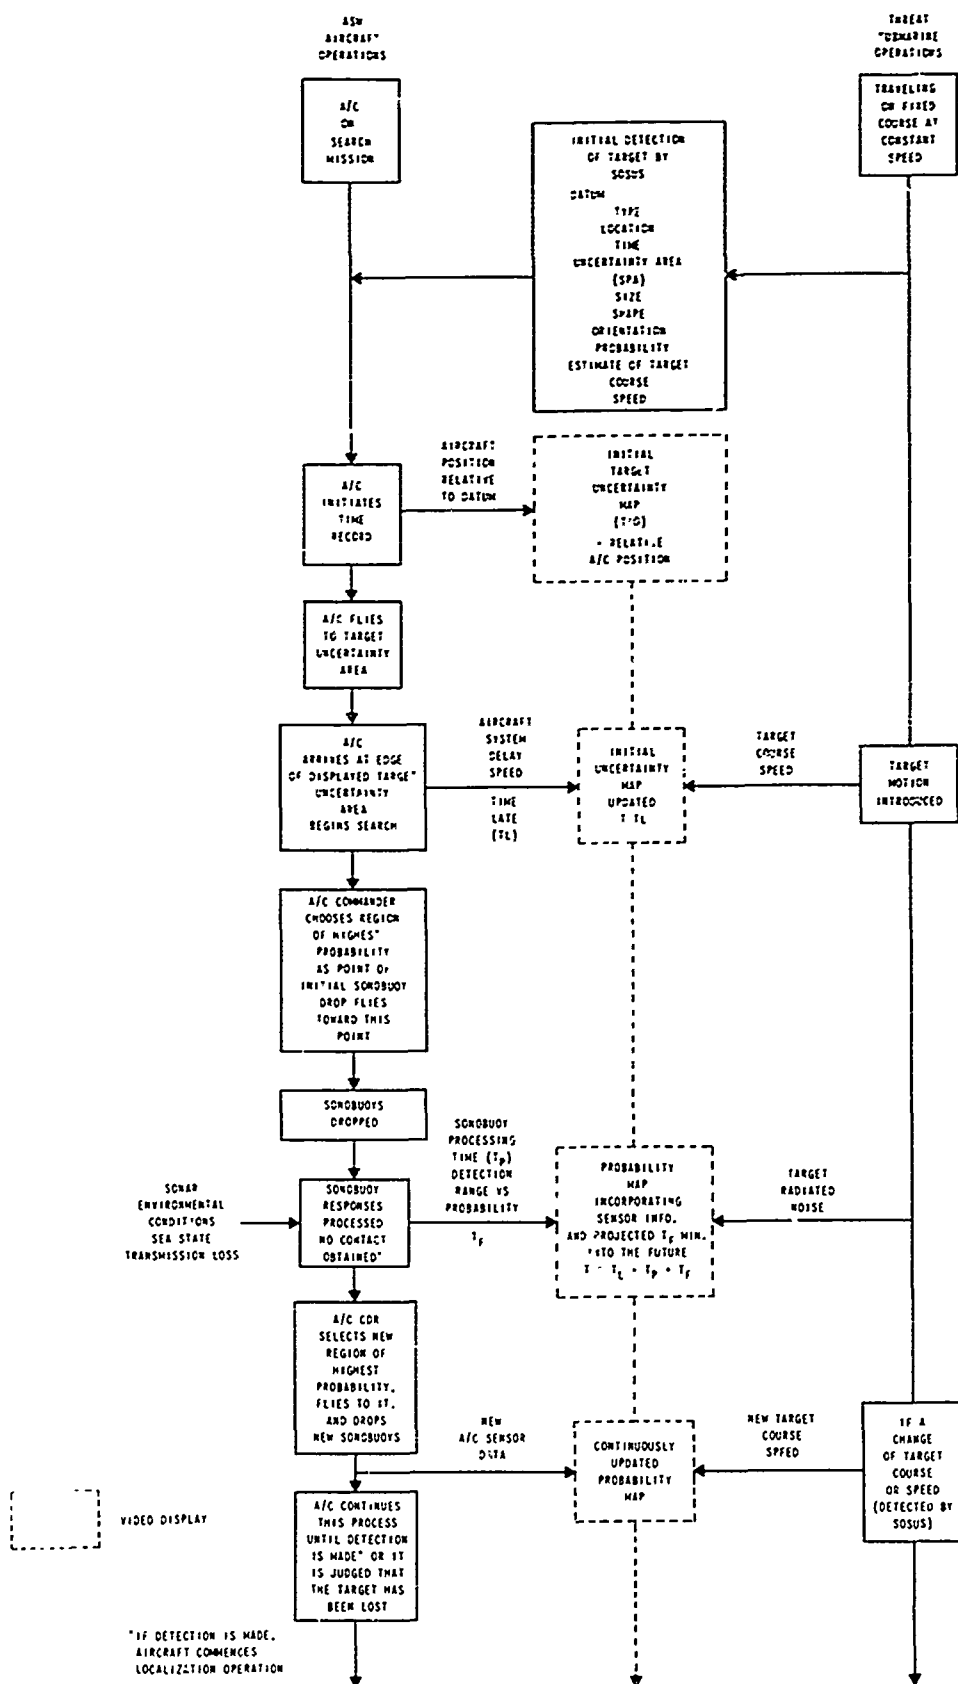 ASW
AIRCRAFT
OPERATIONS
THREAT
SUBMARINE
OPERATIONS
A/C
ON
SEARCH
MISSION
TRAVELING
ON FIXED
COURSE AT
CONSTANT
SPEED
INITIAL DETECTION
OF TARGET BY
SOSUS
DATUM
TYPE
LOCATION
TIME
UNCERTAINTY AREA
(SPA)
SIZE
SHAPE
ORIENTATION
PROBABILITY
ESTIMATE OF TARGET
COURSE
SPEED
A/C
INITIATES
TIME
RECORD
AIRCRAFT
POSITION
RELATIVE
TO DATUM
INITIAL
TARGET
UNCERTAINTY
MAP
- RELATIVE
A/C POSITION
A/C FLIES
TO TARGET
UNCERTAINTY
AREA
A/C
ARRIVES AT EDGE
OF DISPLAYED TARGET
UNCERTAINTY
AREA
BEGINS SEARCH
AIRCRAFT
SYSTEM
DELAY
SPEED
TIME
LATE
(TL)
INITIAL
UNCERTAINTY
MAP
UPDATED
T TL
TARGET
COURSE
SPEED
TARGET
MOTION
INTRODUCED
A/C COMMANDER
CHOOSES REGION
OF HIGHEST
PROBABILITY
AS POINT OF
INITIAL SONOBUOY
DROP FLIES
TOWARD THIS
POINT
SONOBUOYS
DROPPED
SONAR
ENVIRONMENTAL
CONDITIONS
SEA STATE
TRANSMISSION LOSS
SONOBUOY
RESPONSES
PROCESSED
NO CONTACT
OBTAINED*
SONOBUOY
PROCESSING
TIME (TP)
DETECTION
RANGE VS
PROBABILITY
TF
PROBABILITY
MAP
INCORPORATING
SENSOR INFO.
AND PROJECTED TF MIN.
INTO THE FUTURE
T = TL + TP + TF
TARGET
RADIATED
NOISE
A/C CDR
SELECTS NEW
REGION OF
HIGHEST
PROBABILITY,
FLIES TO IT,
AND DROPS
NEW SONOBUOYS
NEW
A/C SENSOR
DATA
CONTINUOUSLY
UPDATED
PROBABILITY
MAP
NEW TARGET
COURSE
SPEED
IF A
CHANGE
OF TARGET
COURSE
OR SPEED
(DETECTED BY
SOSUS)
A/C CONTINUES
THIS PROCESS
UNTIL DETECTION
IS MADE* OR IT
IS JUDGED THAT
THE TARGET HAS
BEEN LOST
VIDEO DISPLAY
*IF DETECTION IS MADE,
AIRCRAFT COMMENCES
LOCALIZATION OPERATION